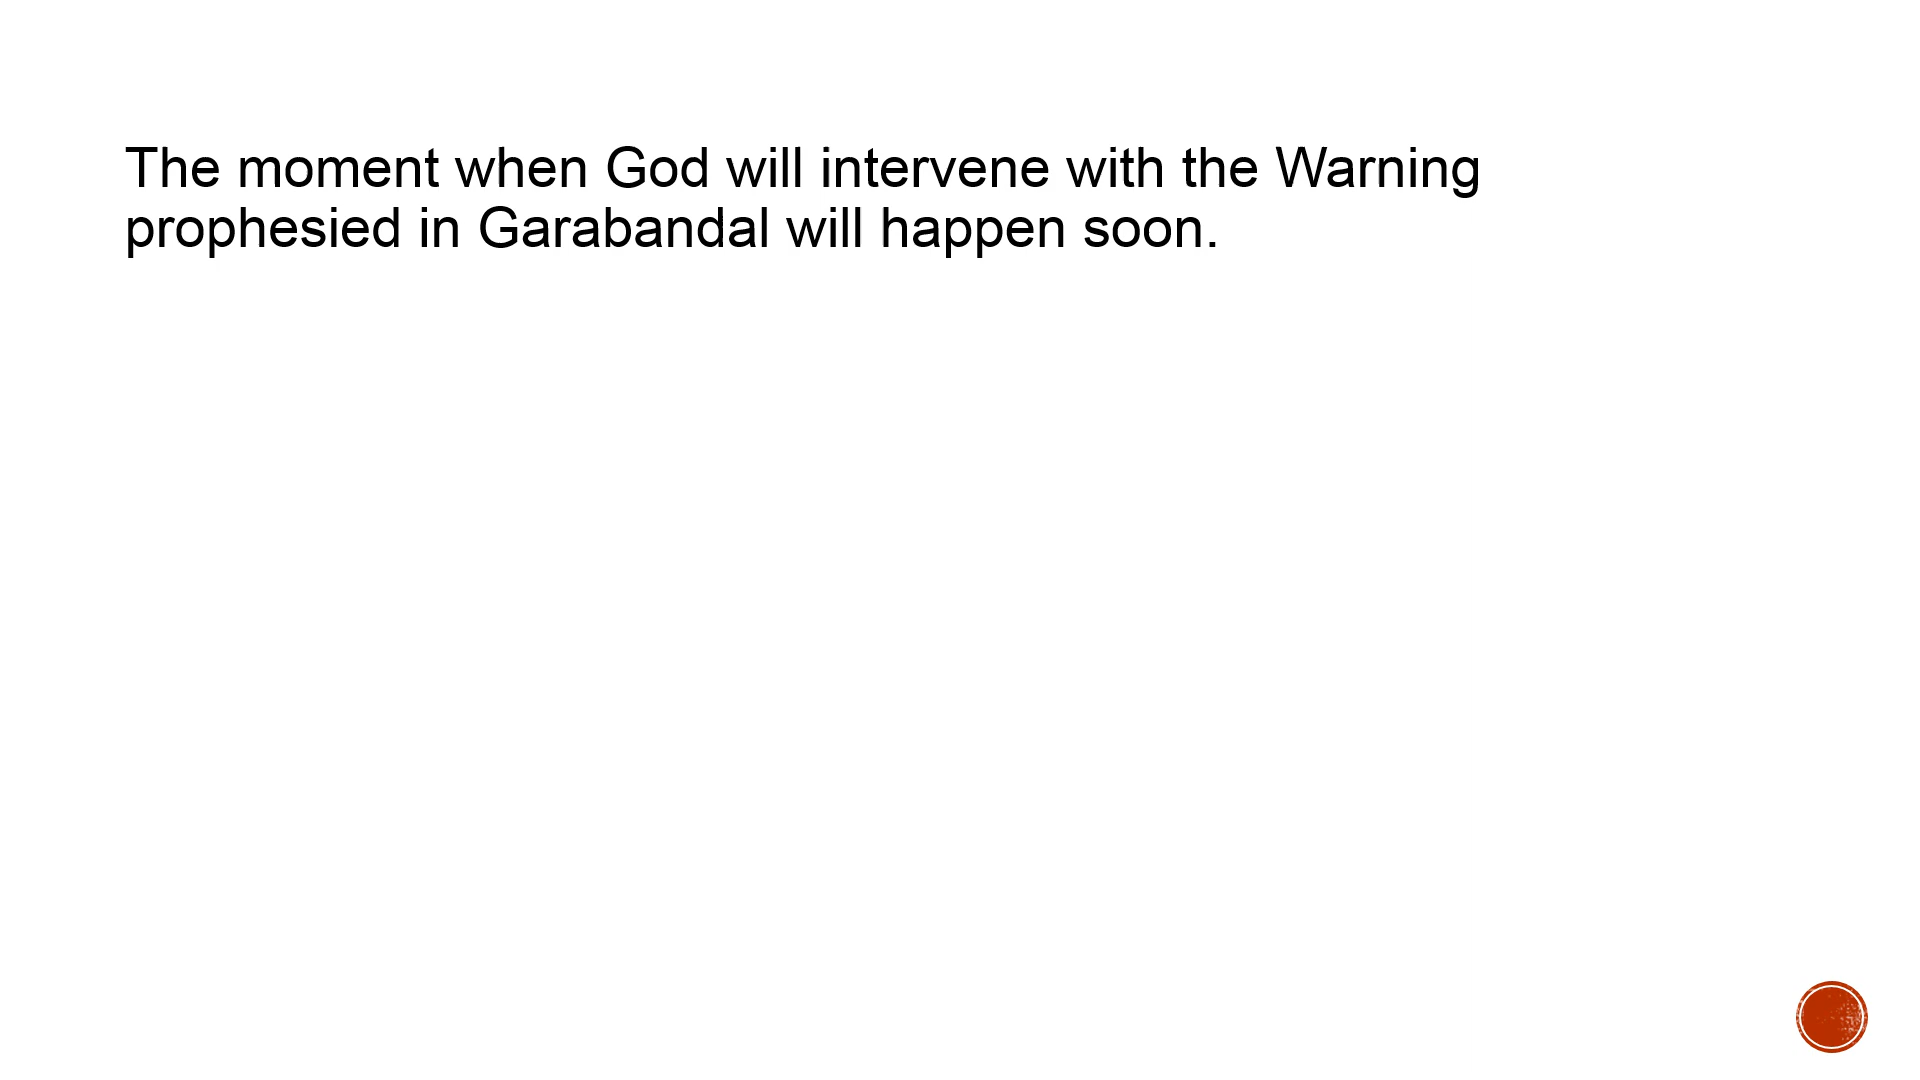 The moment when God will intervene with the Warning
prophesied in Garabandal will happen soon.